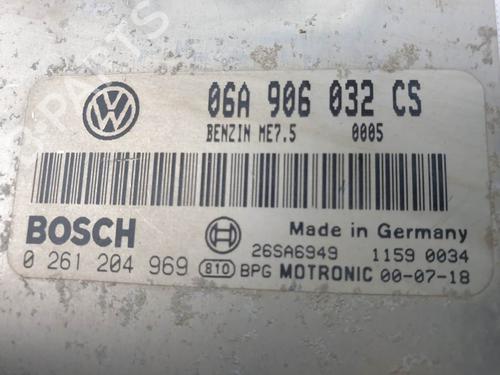 06A 906 032 CS
BENZIN ME7.5 0005
BOSCH
Made in Germany
26SA6949 1159 0034
0 261 204 969 810 BPG MOTRONIC 00-07-18